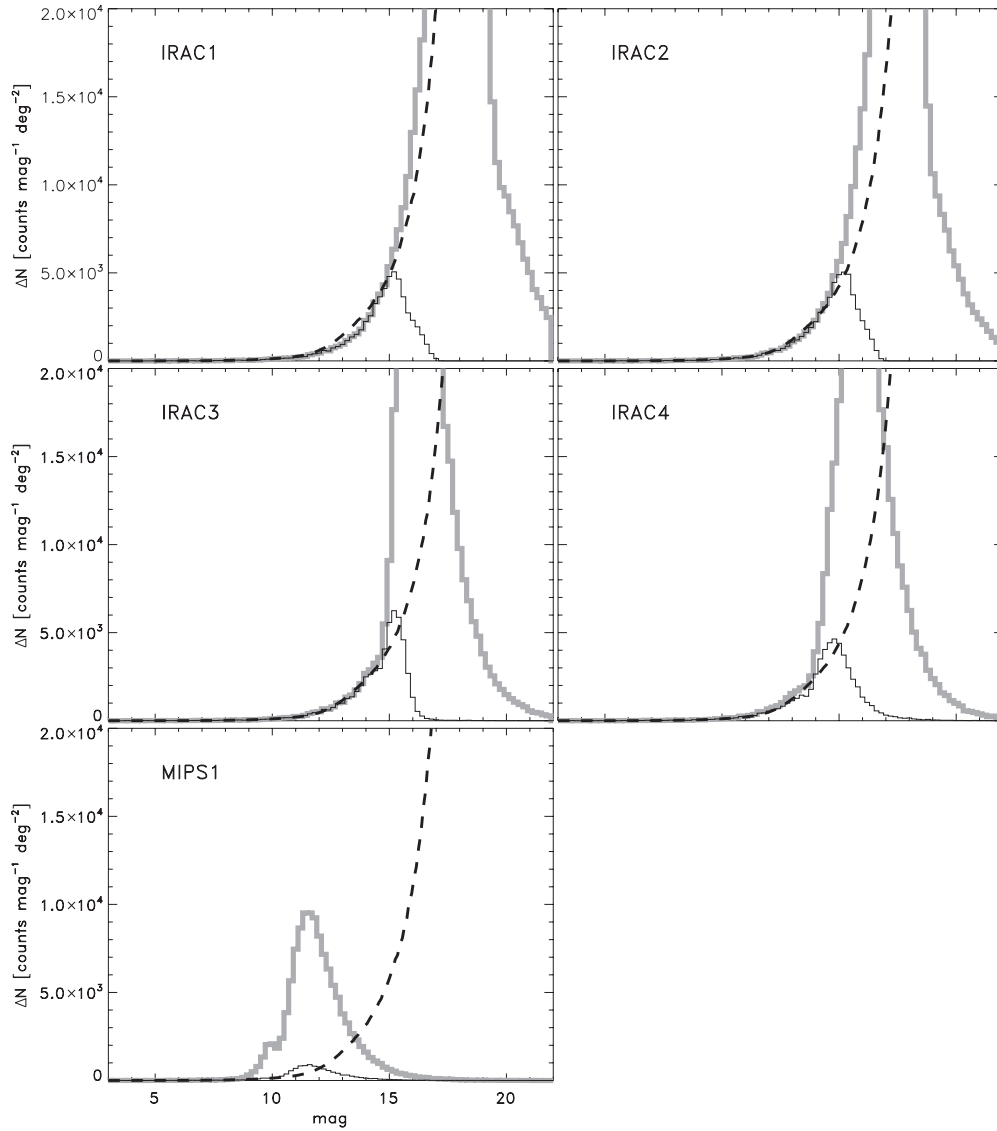 IRAC1
IRAC2
ΔN [counts mag⁻¹ deg⁻²]
2.0×10⁴
1.5×10⁴
1.0×10⁴
5.0×10³
0
IRAC3
IRAC4
ΔN [counts mag⁻¹ deg⁻²]
2.0×10⁴
1.5×10⁴
1.0×10⁴
5.0×10³
0
MIPS1
ΔN [counts mag⁻¹ deg⁻²]
2.0×10⁴
1.5×10⁴
1.0×10⁴
5.0×10³
0
5 10 15 20
mag